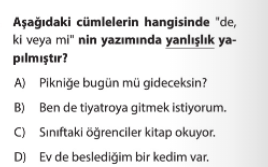 Aşağıdaki cümlelerin hangisinde "de,
ki veya mi" nin yazımında yanlışlık ya-
pılmıştır?
A) Pikniğe bugün mü gideceksin?
B) Ben de tiyatroya gitmek istiyorum.
C) Sınıftaki öğrenciler kitap okuyor.
D) Ev de beslediğim bir kedim var.